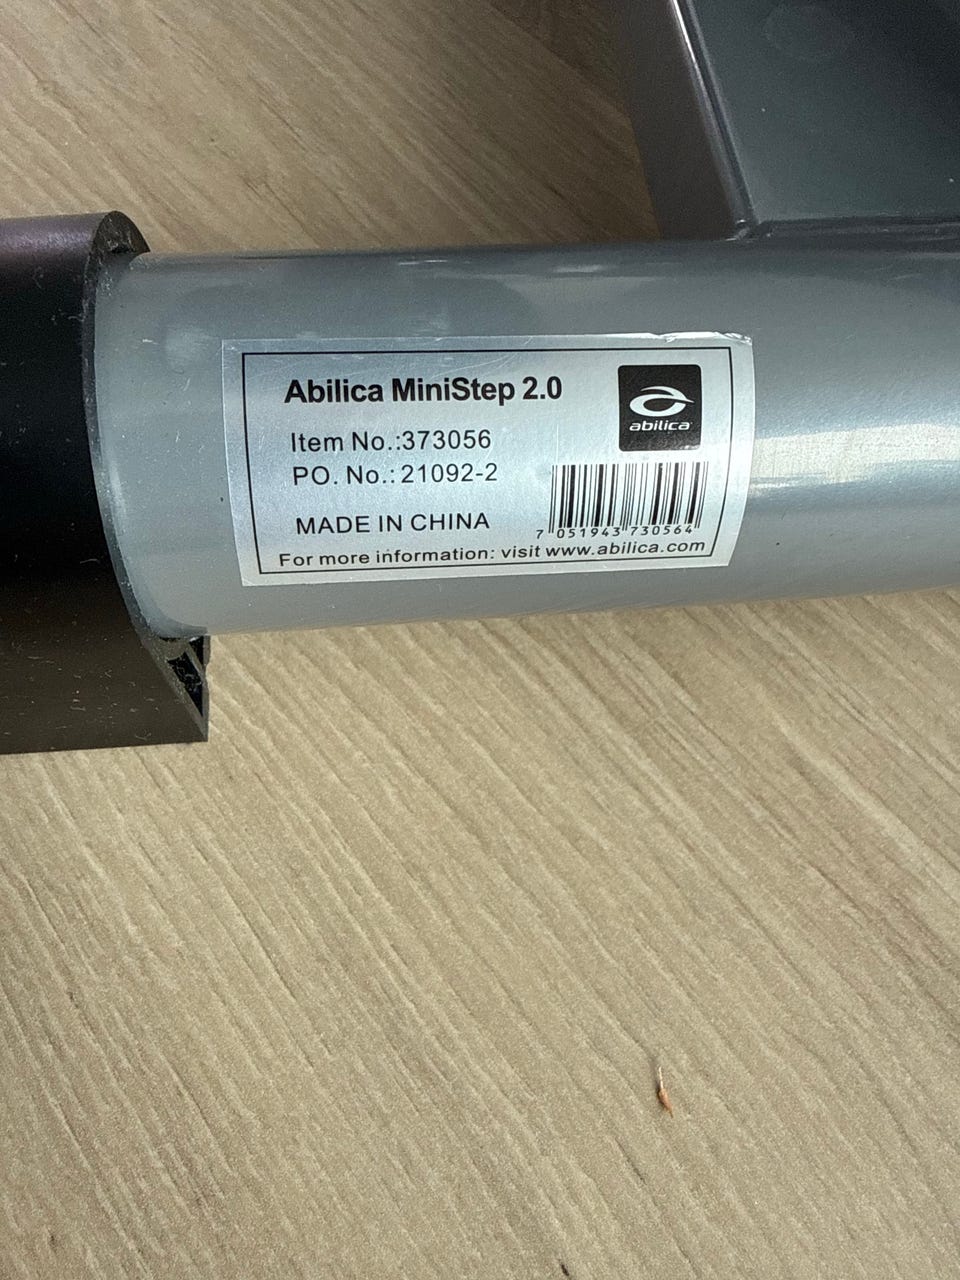 Abilica MiniStep 2.0
abilica
Item No.:373056
PO. No.: 21092-2
MADE IN CHINA
7 051943 730564
For more information: visit www.abilica.com